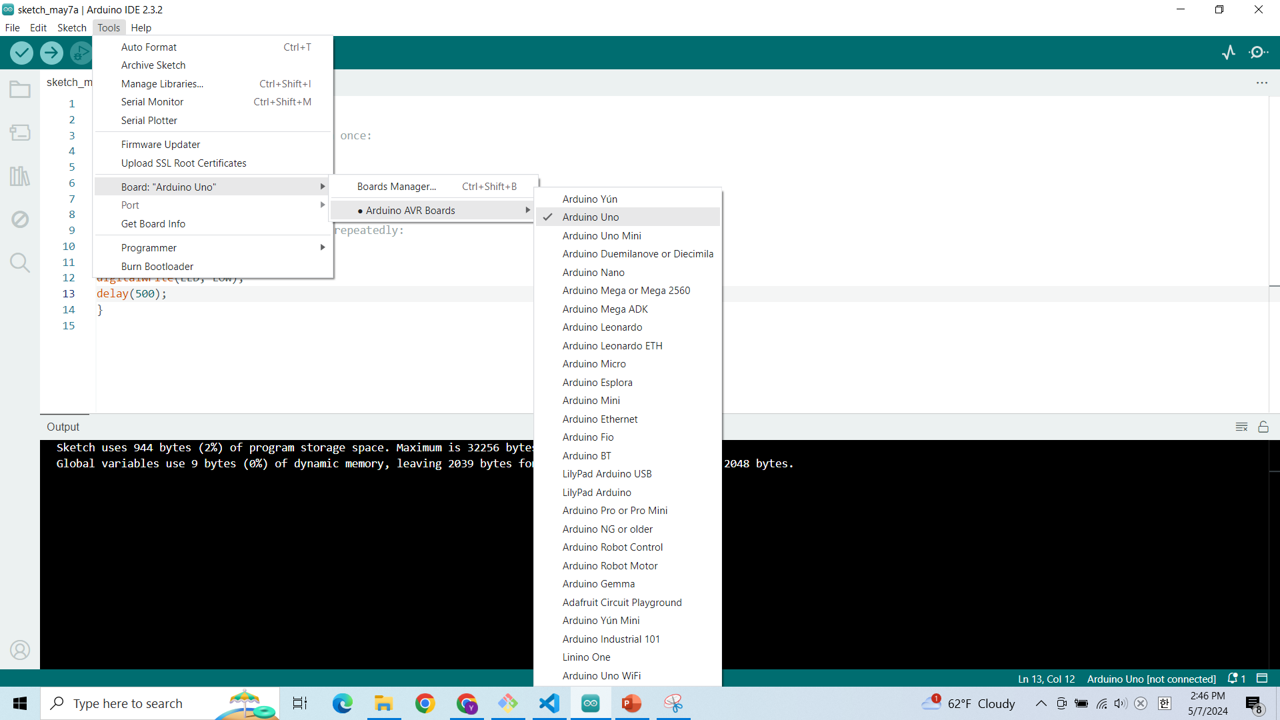 sketch_may7a | Arduino IDE 2.3.2
File Edit Sketch Tools Help
sketch_m
Auto Format Ctrl+T
Archive Sketch
Manage Libraries... Ctrl+Shift+I
Serial Monitor Ctrl+Shift+M
Serial Plotter
Firmware Updater
Upload SSL Root Certificates
Board: "Arduino Uno"
Port
Get Board Info
Programmer
Burn Bootloader
Boards Manager... Ctrl+Shift+B
● Arduino AVR Boards
Arduino Yún
Arduino Uno
Arduino Uno Mini
Arduino Duemilanove or Diecimila
Arduino Nano
Arduino Mega or Mega 2560
Arduino Mega ADK
Arduino Leonardo
Arduino Leonardo ETH
Arduino Micro
Arduino Esplora
Arduino Mini
Arduino Ethernet
Arduino Fio
Arduino BT
LilyPad Arduino USB
LilyPad Arduino
Arduino Pro or Pro Mini
Arduino NG or older
Arduino Robot Control
Arduino Robot Motor
Arduino Gemma
Adafruit Circuit Playground
Arduino Yún Mini
Arduino Industrial 101
Linino One
Arduino Uno WiFi
1
2
3 once:
4
5
6
7
8
9 repeatedly:
10
11
12 digitalWrite(LED, LOW);
13 delay(500);
14 }
15
Output
Sketch uses 944 bytes (2%) of program storage space. Maximum is 32256 byte
Global variables use 9 bytes (0%) of dynamic memory, leaving 2039 bytes fo 2048 bytes.
Ln 13, Col 12 Arduino Uno [not connected] 1
Type here to search
1 62°F Cloudy
2:46 PM
5/7/2024
8